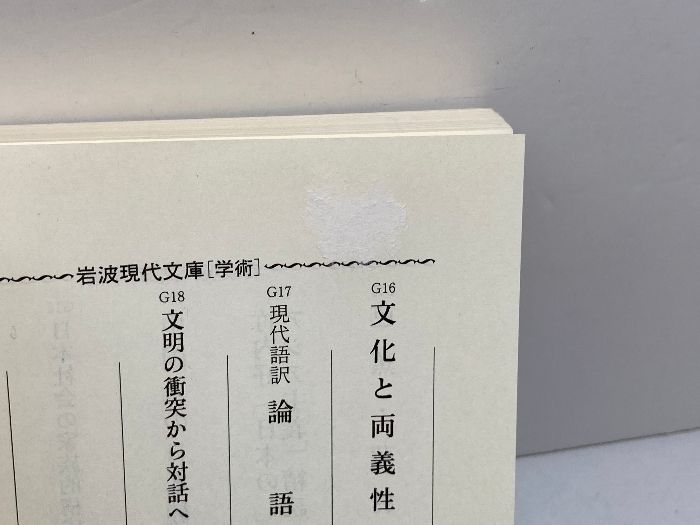 岩波現代文庫[学術]
G16
文化と両義性
G17
現代語訳 論語
G18
文明の衝突から対話へ